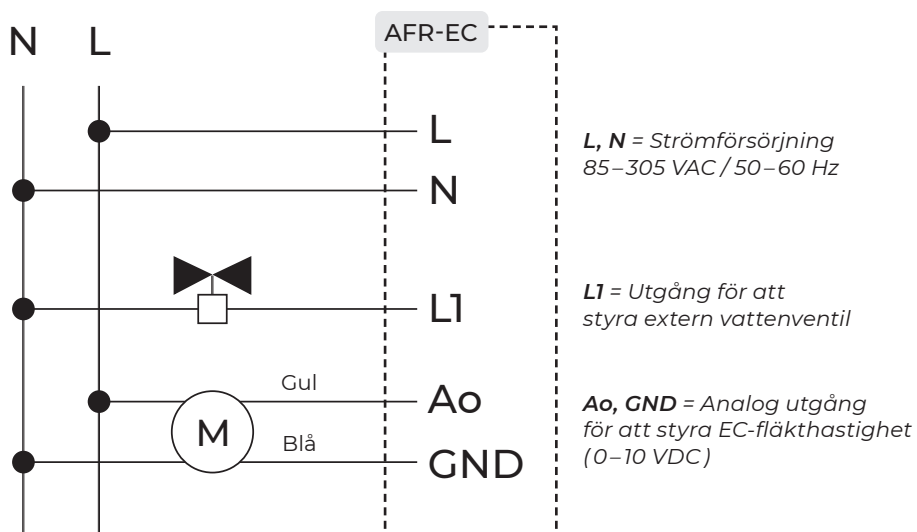 AFR-EC
N L
L
L, N = Strömförsörjning
85–305 VAC / 50–60 Hz
N
L1
L1 = Utgång för att
styra extern vattenventil
Gul
Ao
M
Blå
GND
Ao, GND = Analog utgång
för att styra EC-fläkthastighet
(0–10 VDC)